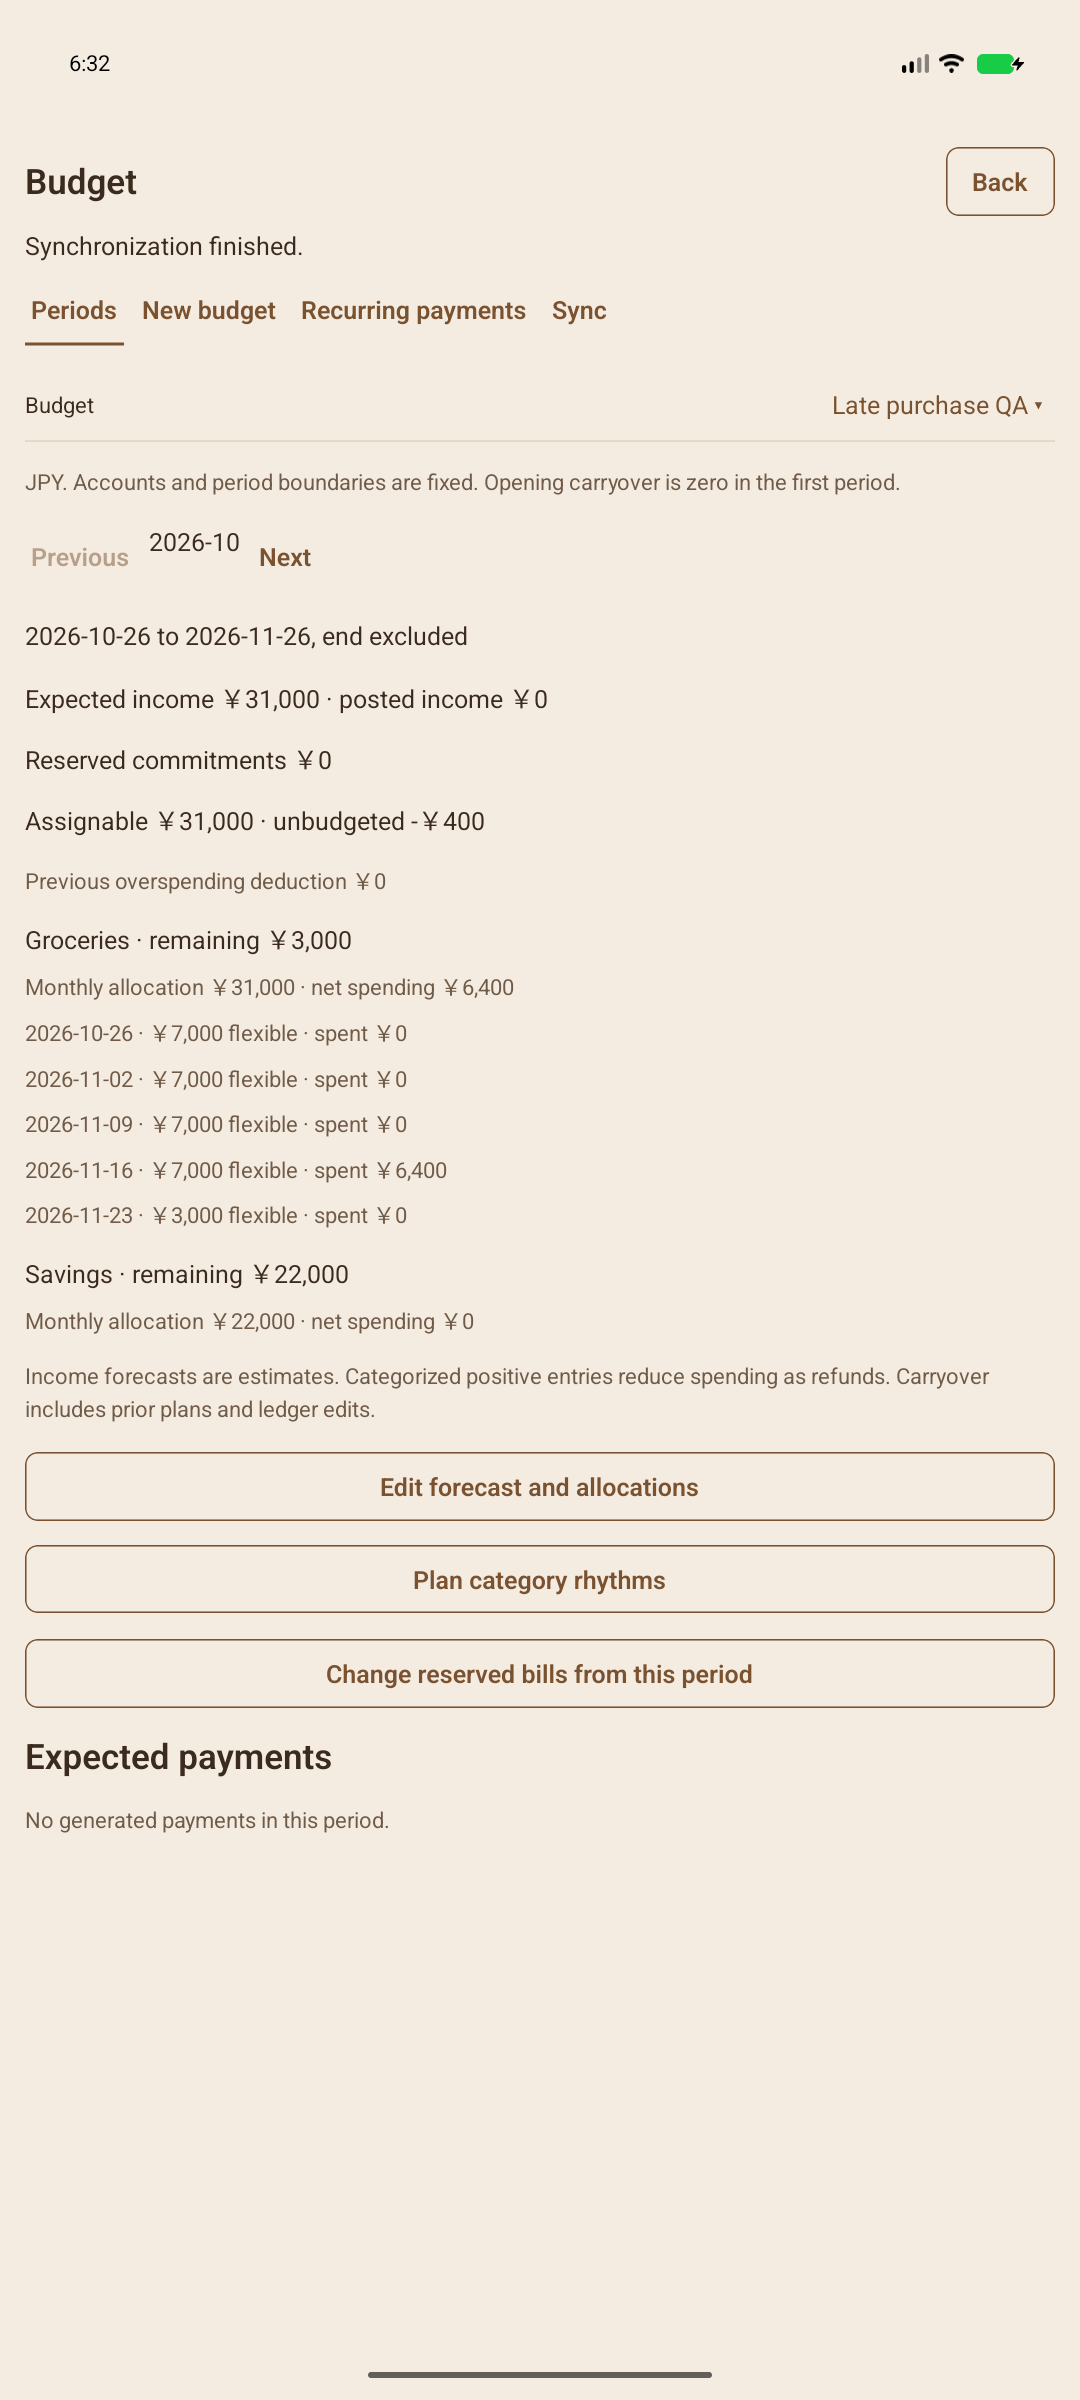 6:32
Budget
Back
Synchronization finished.
Periods New budget Recurring payments Sync
Budget
Late purchase QA ▾
JPY. Accounts and period boundaries are fixed. Opening carryover is zero in the first period.
Previous 2026-10 Next
2026-10-26 to 2026-11-26, end excluded
Expected income ¥31,000 · posted income ¥0
Reserved commitments ¥0
Assignable ¥31,000 · unbudgeted -¥400
Previous overspending deduction ¥0
Groceries · remaining ¥3,000
Monthly allocation ¥31,000 · net spending ¥6,400
2026-10-26 · ¥7,000 flexible · spent ¥0
2026-11-02 · ¥7,000 flexible · spent ¥0
2026-11-09 · ¥7,000 flexible · spent ¥0
2026-11-16 · ¥7,000 flexible · spent ¥6,400
2026-11-23 · ¥3,000 flexible · spent ¥0
Savings · remaining ¥22,000
Monthly allocation ¥22,000 · net spending ¥0
Income forecasts are estimates. Categorized positive entries reduce spending as refunds. Carryover
includes prior plans and ledger edits.
Edit forecast and allocations
Plan category rhythms
Change reserved bills from this period
Expected payments
No generated payments in this period.